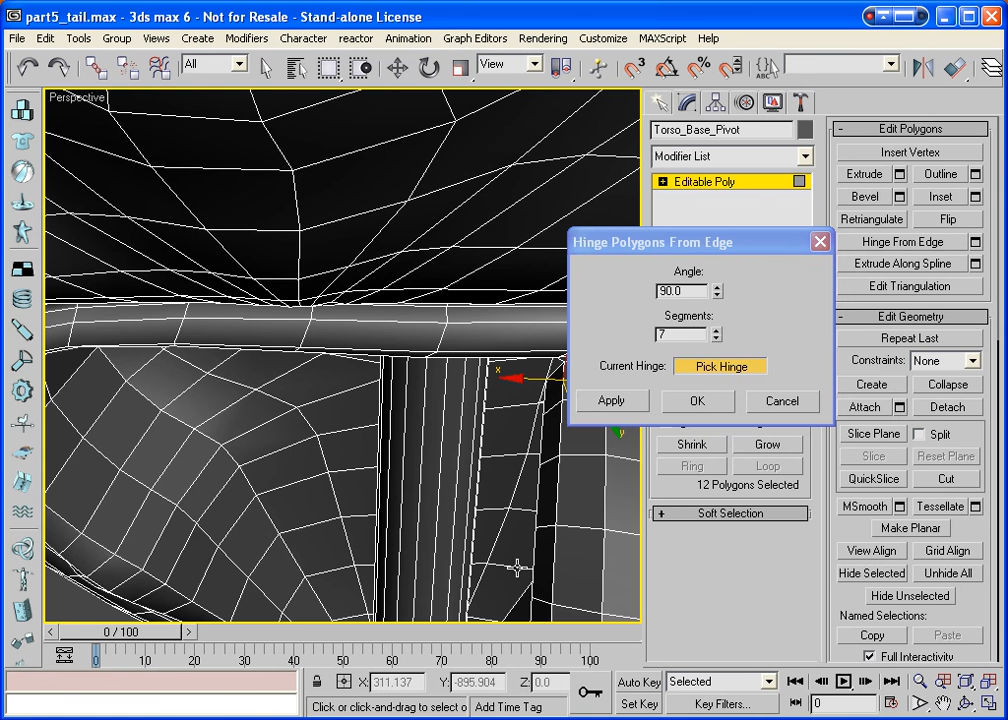 part5_tail.max - 3ds max 6 - Not for Resale - Stand-alone License
File Edit Tools Group Views Create Modifiers Character reactor Animation Graph Editors Rendering Customize MAXScript Help
All
View
Perspective
x
y
Torso_Base_Pivot
Modifier List
Editable Poly
Hinge Polygons From Edge
Angle:
90.0
Segments:
7
Current Hinge: Pick Hinge
Apply OK Cancel
Shrink Grow
Ring Loop
12 Polygons Selected
+ Soft Selection
- Edit Polygons
Insert Vertex
Extrude Outline
Bevel Inset
Retriangulate Flip
Hinge From Edge
Extrude Along Spline
Edit Triangulation
- Edit Geometry
Repeat Last
Constraints: None
Create Collapse
Attach Detach
Slice Plane Split
Slice Reset Plane
QuickSlice Cut
MSmooth Tessellate
Make Planar
View Align Grid Align
Hide Selected Unhide All
Hide Unselected
Named Selections:
Copy Paste
Full Interactivity
< 0 / 100 >
0 10 20 30 40 50 60 70 80 90 100
X: 311.137 Y: -895.904 Z: 0.0
Auto Key Selected
Click or click-and-drag to select o Add Time Tag
Set Key Key Filters... 0